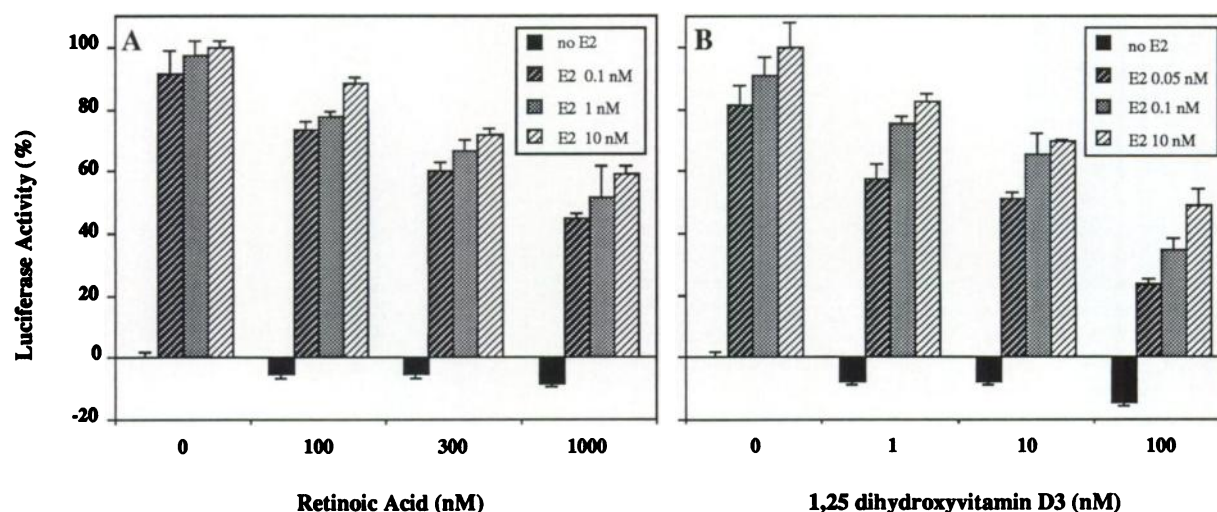 A
B
no E2
E2 0.1 nM
E2 1 nM
E2 10 nM
no E2
E2 0.05 nM
E2 0.1 nM
E2 10 nM
Luciferase Activity (%)
100
80
60
40
20
0
-20
0 100 300 1000
0 1 10 100
Retinoic Acid (nM)
1,25 dihydroxyvitamin D3 (nM)